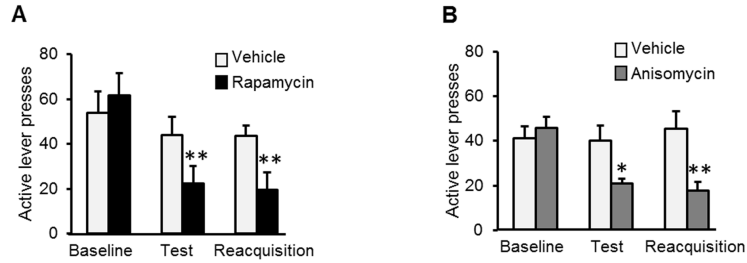 A
Active lever presses
80
60
40
20
0
Vehicle
Rapamycin
**
**
Baseline Test Reacquisition
B
Active lever presses
80
60
40
20
0
Vehicle
Anisomycin
*
**
Baseline Test Reacquisition